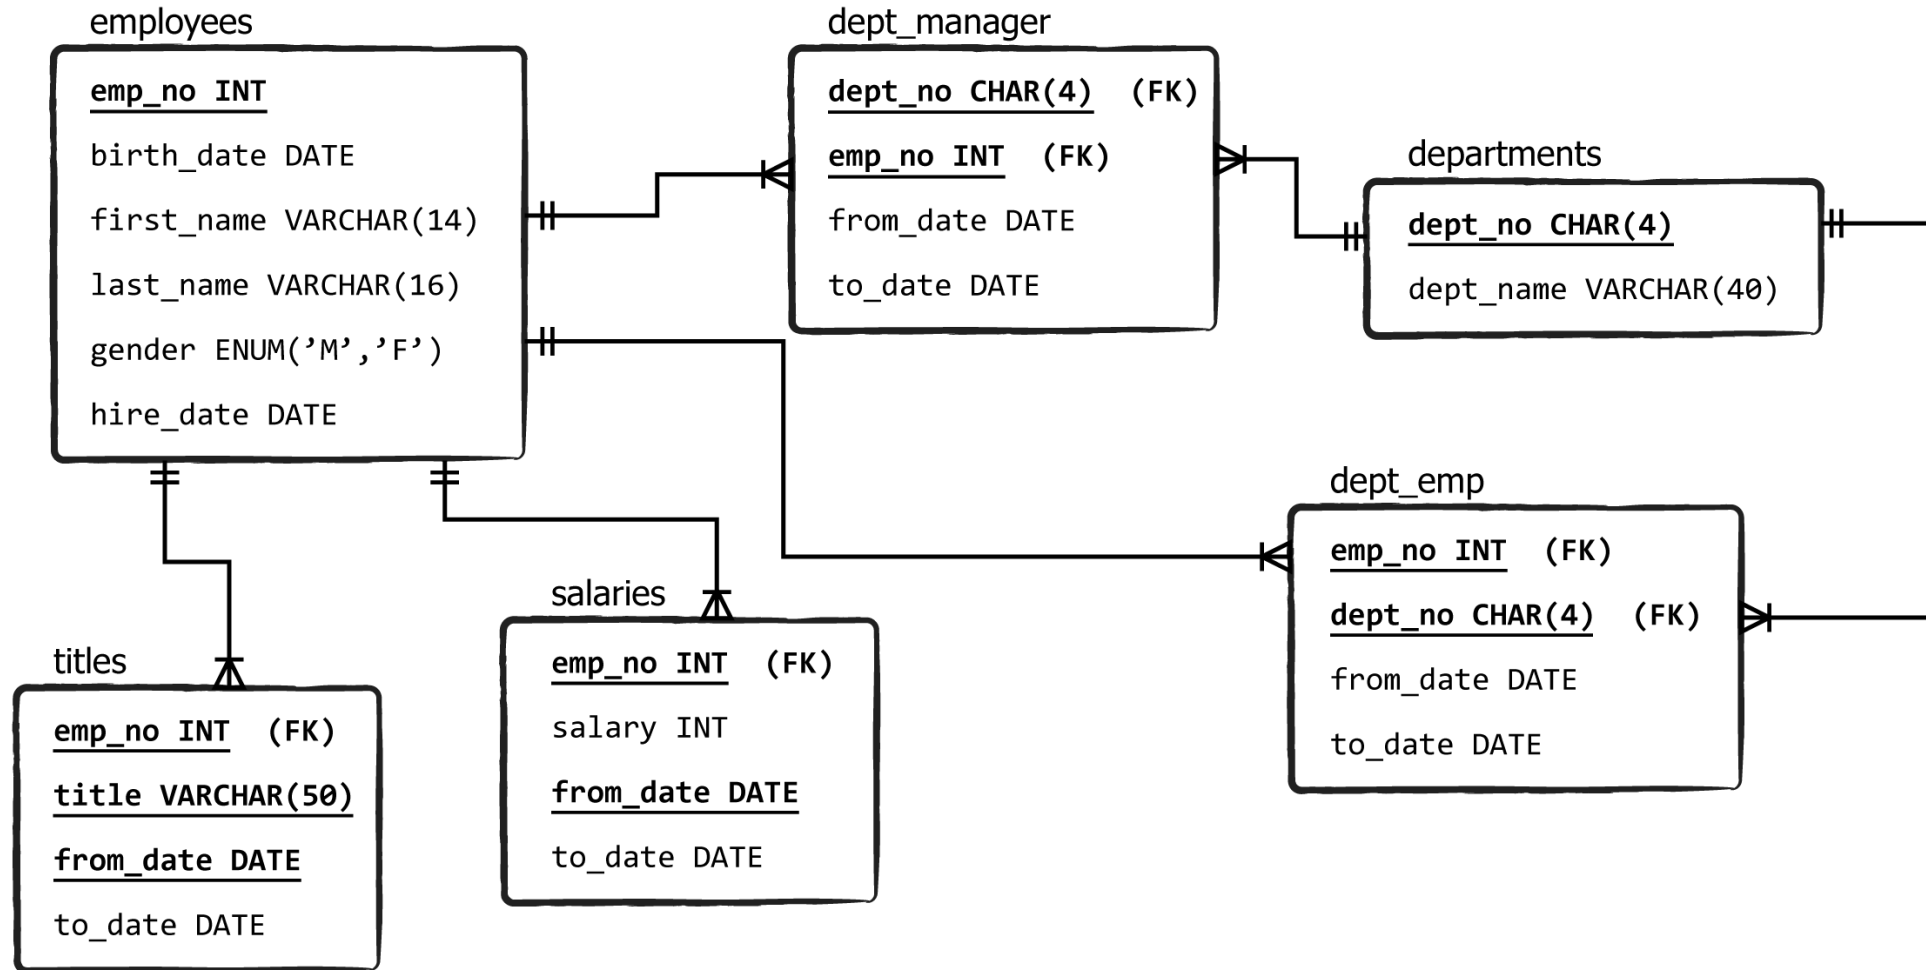 employees
emp_no INT
birth_date DATE
first_name VARCHAR(14)
last_name VARCHAR(16)
gender ENUM(’M’,’F’)
hire_date DATE
dept_manager
dept_no CHAR(4) (FK)
emp_no INT (FK)
from_date DATE
to_date DATE
departments
dept_no CHAR(4)
dept_name VARCHAR(40)
dept_emp
emp_no INT (FK)
dept_no CHAR(4) (FK)
from_date DATE
to_date DATE
salaries
emp_no INT (FK)
salary INT
from_date DATE
to_date DATE
titles
emp_no INT (FK)
title VARCHAR(50)
from_date DATE
to_date DATE